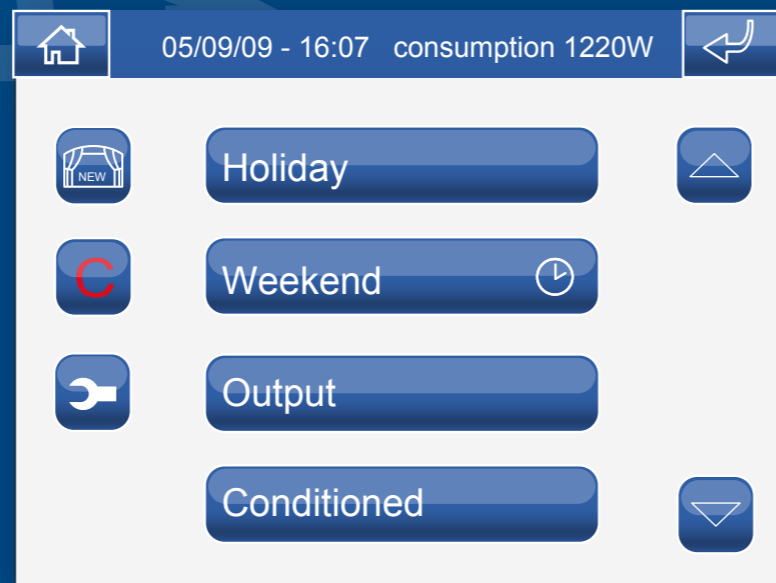 05/09/09 - 16:07 consumption 1220W
NEW
Holiday
C
Weekend
Output
Conditioned